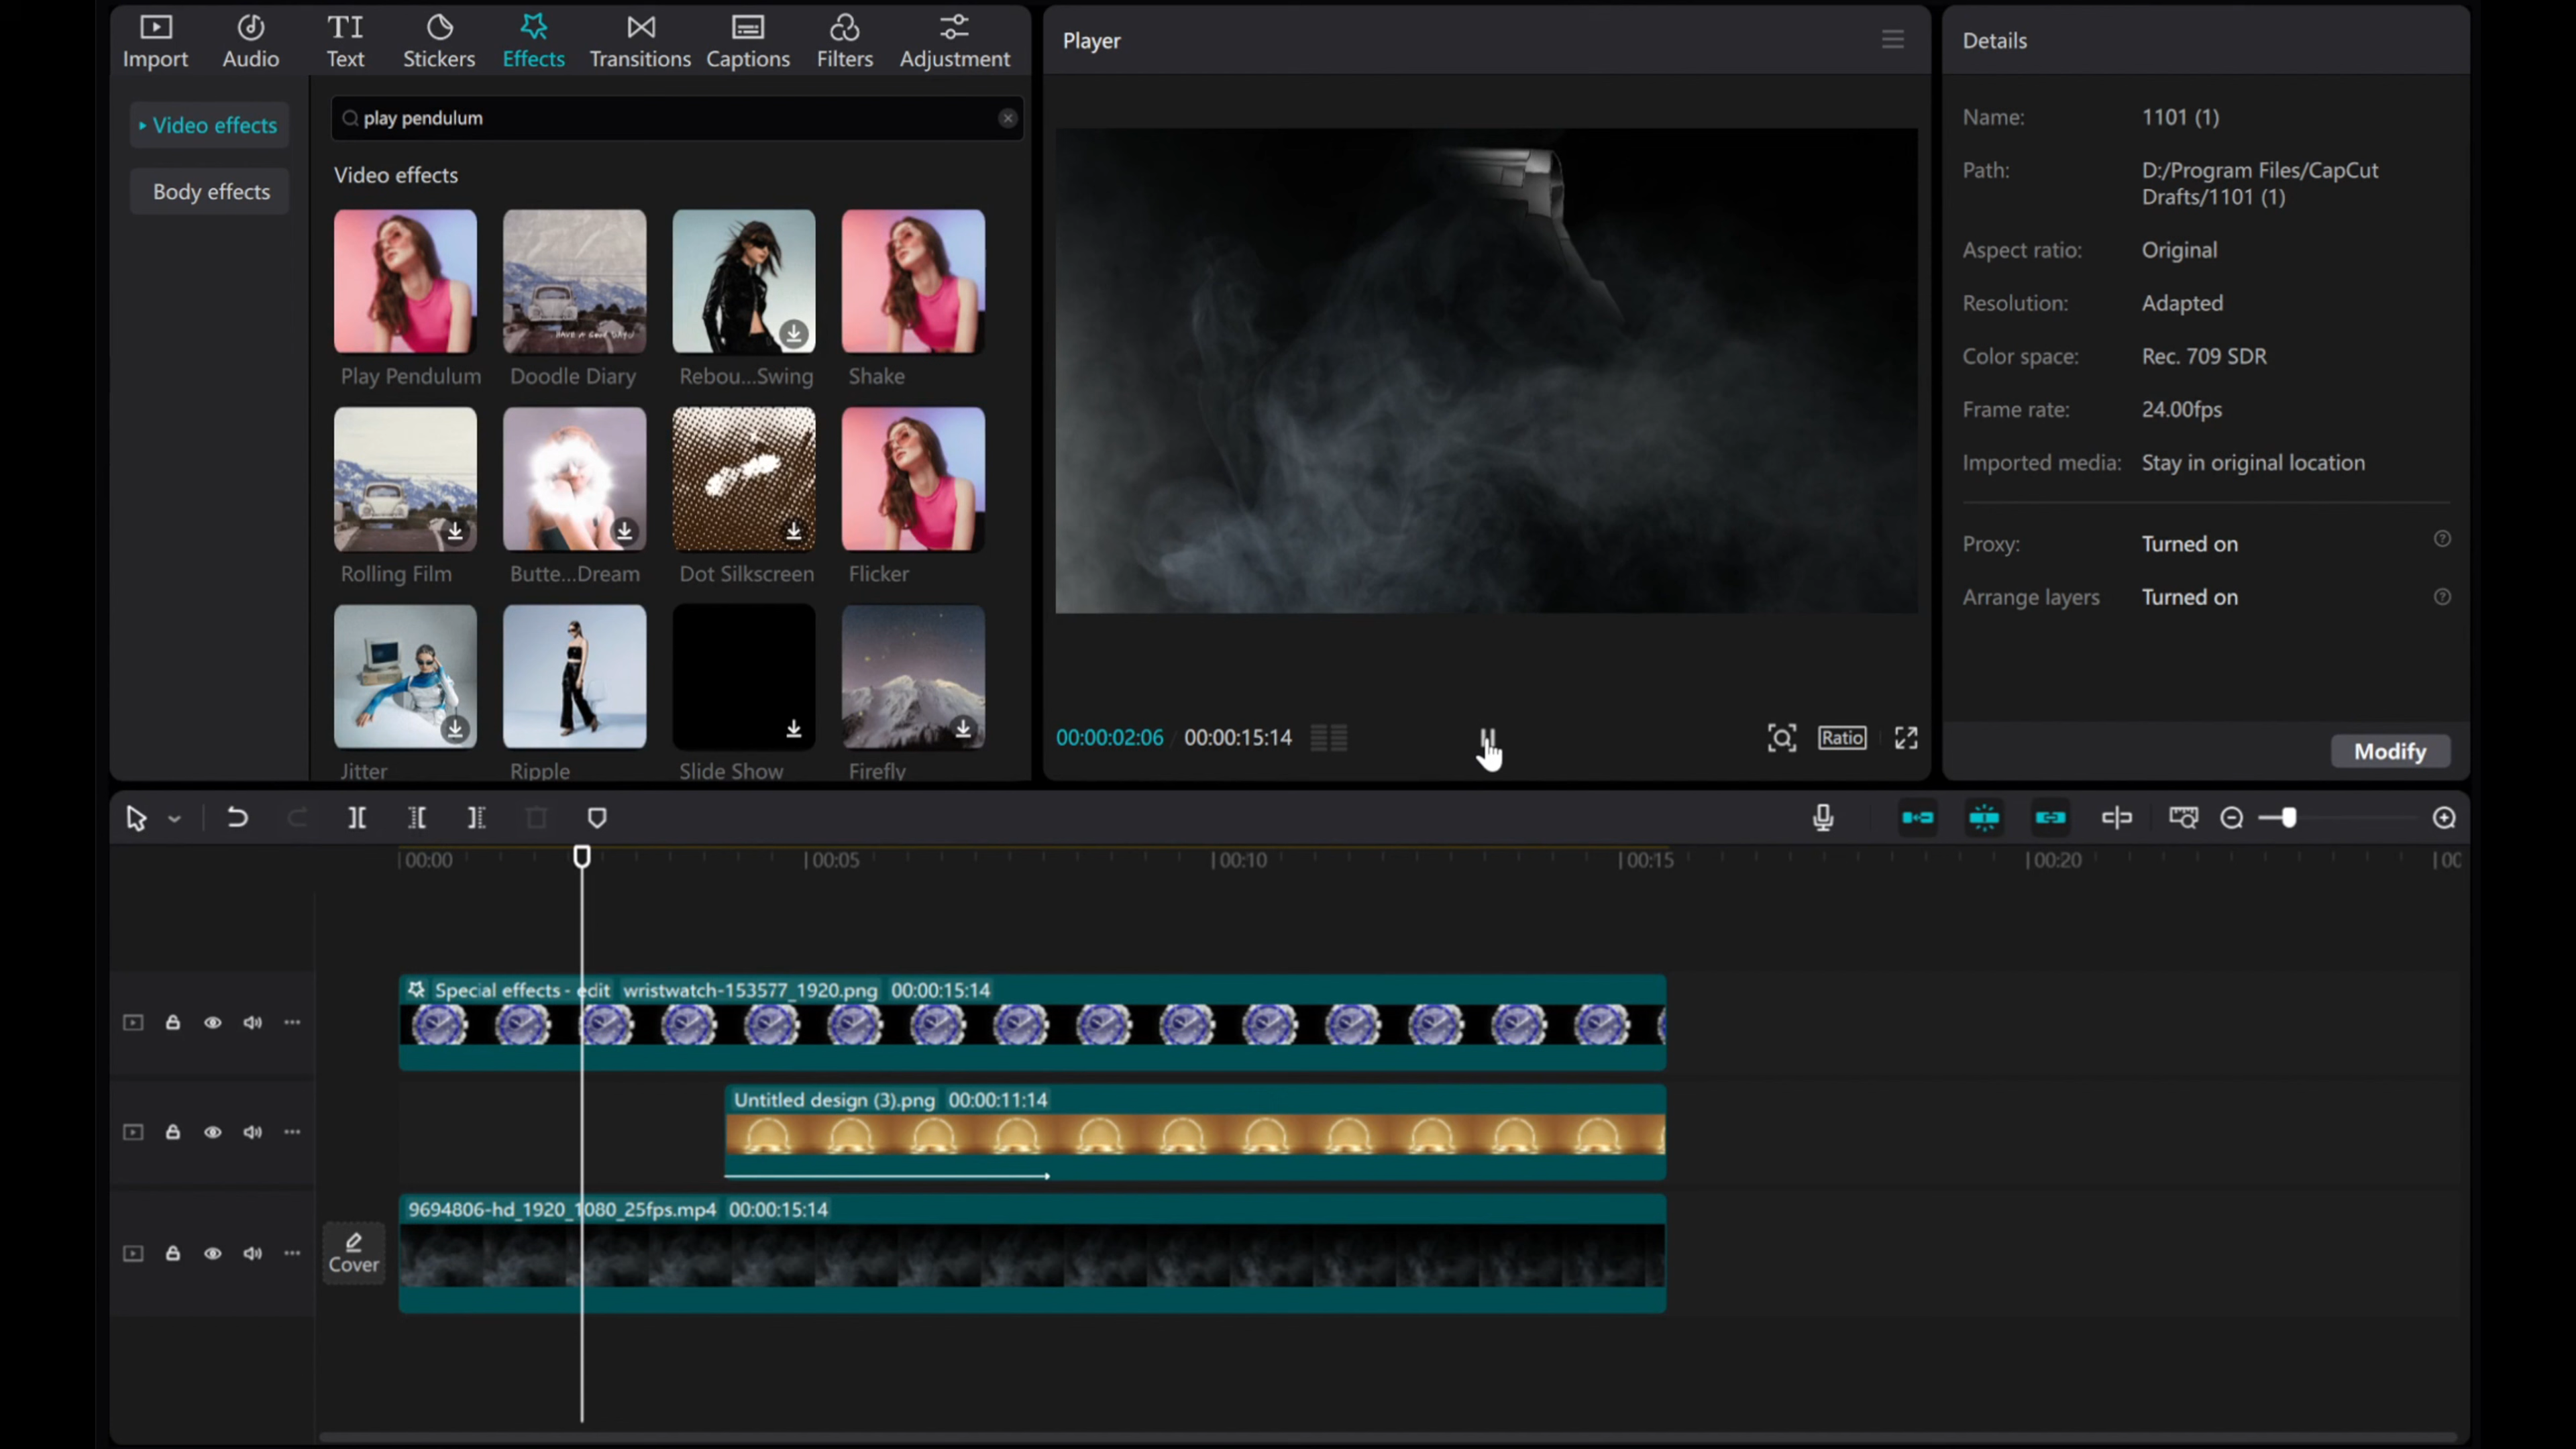 Import
Audio
Text
Stickers
Effects
Transitions
Captions
Filters
Adjustment
Video effects
Body effects
play pendulum
Video effects
HAVE A GOOD DAY!
Play Pendulum
Doodle Diary
Rebou...Swing
Shake
Rolling Film
Butte...Dream
Dot Silkscreen
Flicker
Jitter
Ripple
Slide Show
Firefly
Player
00:00:02:06 / 00:00:15:14
Ratio
Details
Name: 1101 (1)
Path: D:/Program Files/CapCut
Drafts/1101 (1)
Aspect ratio: Original
Resolution: Adapted
Color space: Rec. 709 SDR
Frame rate: 24.00fps
Imported media: Stay in original location
Proxy: Turned on
Arrange layers Turned on
Modify
00:00
00:05
00:10
00:15
00:20
00
Special effects - edit wristwatch-153577_1920.png 00:00:15:14
Untitled design (3).png 00:00:11:14
9694806-hd_1920_1080_25fps.mp4 00:00:15:14
Cover